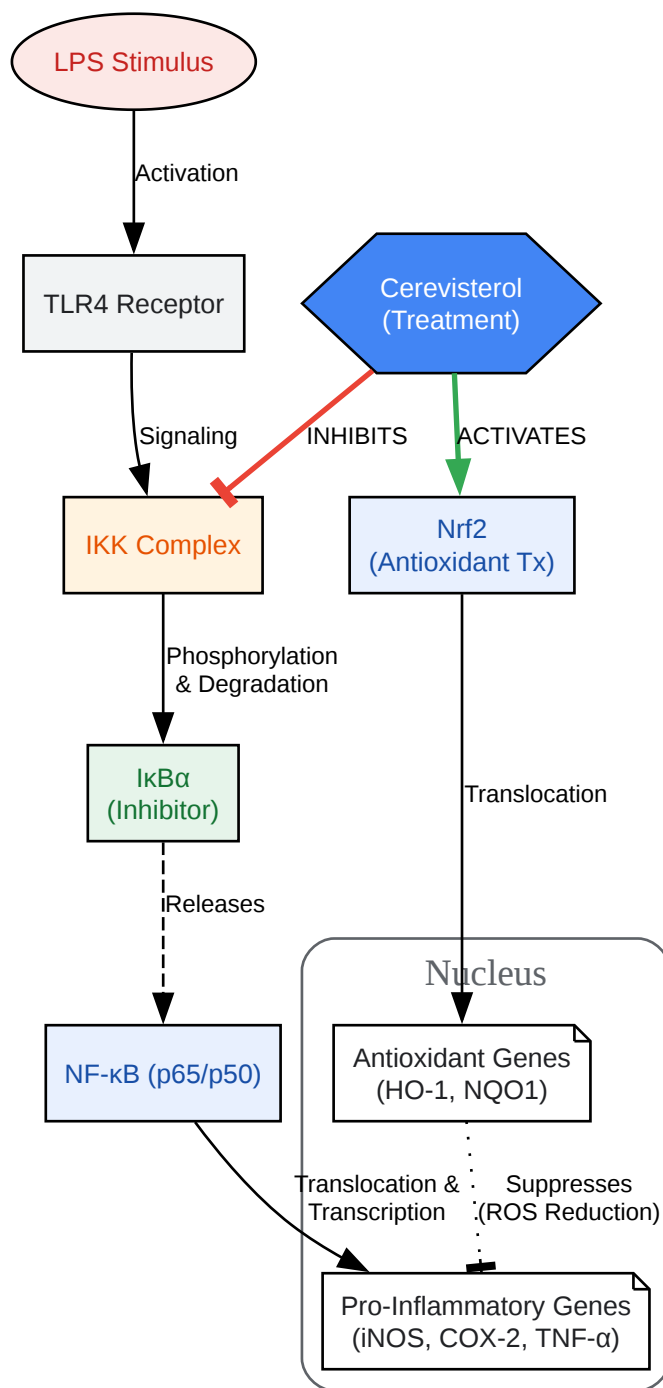 LPS Stimulus
Activation
TLR4 Receptor
Cerevisterol
(Treatment)
Signaling
INHIBITS
ACTIVATES
IKK Complex
Nrf2
(Antioxidant Tx)
Phosphorylation
& Degradation
IκBα
(Inhibitor)
Translocation
Releases
Nucleus
NF-κB (p65/p50)
Antioxidant Genes
(HO-1, NQO1)
Translocation &
Transcription
Suppresses
(ROS Reduction)
Pro-Inflammatory Genes
(iNOS, COX-2, TNF-α)